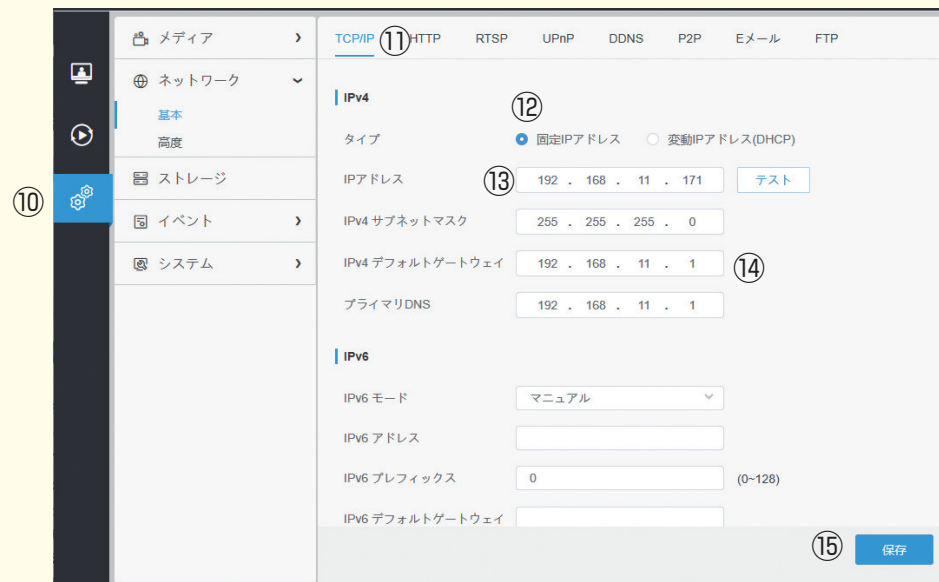 メディア
ネットワーク
基本
高度
⑩
ストレージ
イベント
システム
TCP/IP ⑪ HTTP RTSP UPnP DDNS P2P Eメール FTP
IPv4
⑫
タイプ 固定IPアドレス 変動IPアドレス(DHCP)
IPアドレス ⑬ 192 . 168 . 11 . 171 テスト
IPv4 サブネットマスク 255 . 255 . 255 . 0
IPv4 デフォルトゲートウェイ 192 . 168 . 11 . 1 ⑭
プライマリDNS 192 . 168 . 11 . 1
IPv6
IPv6 モード マニュアル
IPv6 アドレス
IPv6 プレフィックス 0 (0~128)
IPv6 デフォルトゲートウェイ
⑮ 保存